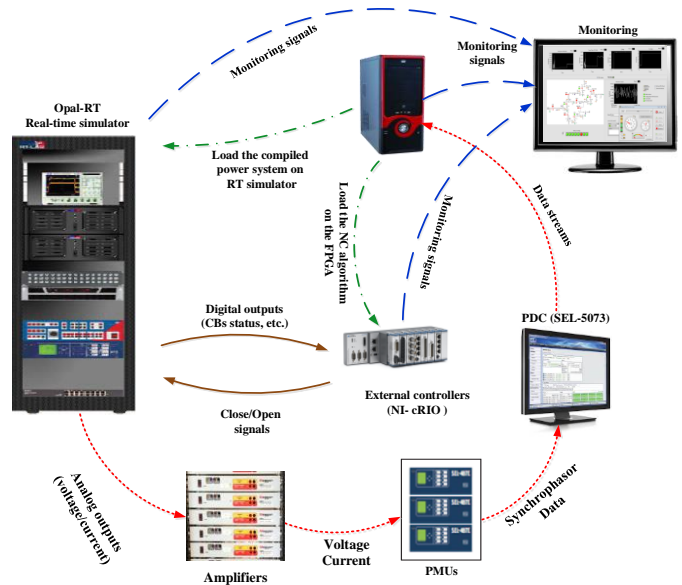 Monitoring
Monitoring signals
Monitoring
signals
Opal-RT
Real-time simulator
Load the compiled
power system on
RT simulator
Load the NC algorithm
on the FPGA
Monitoring signals
Data streams
Digital outputs
(CBs status, etc.)
PDC (SEL-5073)
External controllers
(NI- cRIO )
Close/Open
signals
Analog outputs
(voltage/current)
Voltage
Current
Synchrophasor
Data
Amplifiers
PMUs